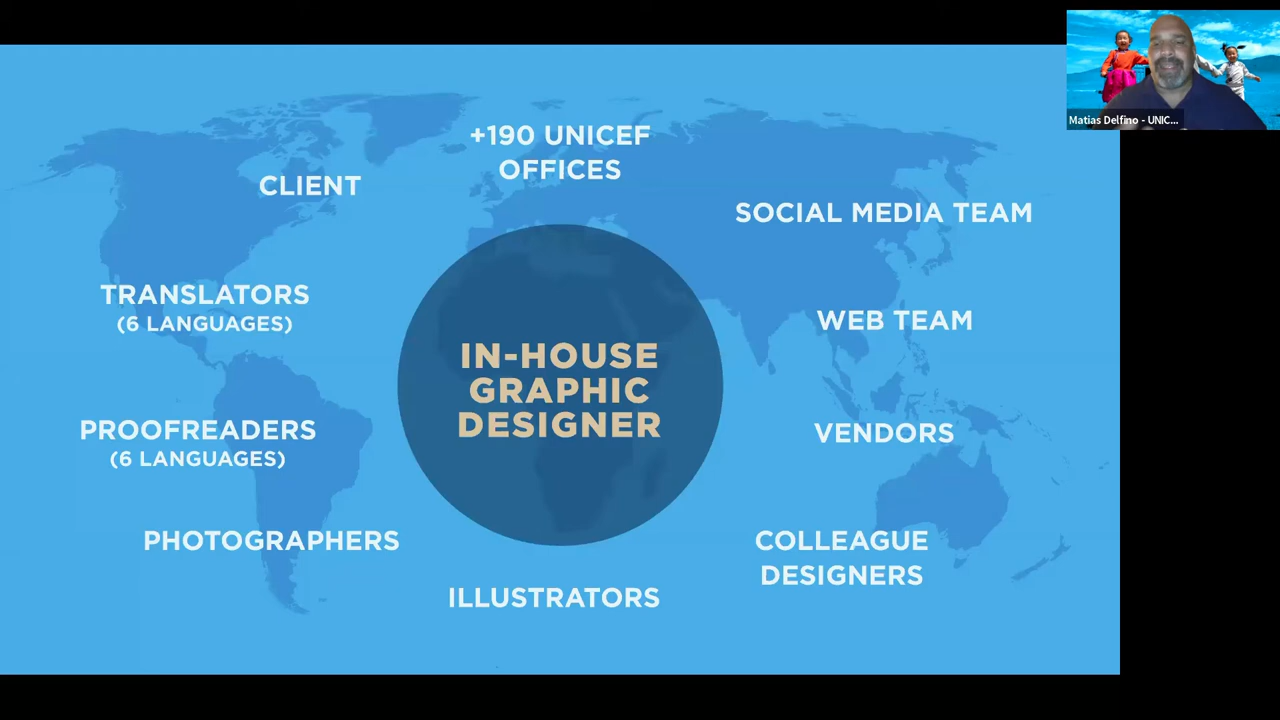 +190 UNICEF
OFFICES
CLIENT
SOCIAL MEDIA TEAM
TRANSLATORS
(6 LANGUAGES)
WEB TEAM
IN-HOUSE
GRAPHIC
DESIGNER
PROOFREADERS
(6 LANGUAGES)
VENDORS
PHOTOGRAPHERS
COLLEAGUE
DESIGNERS
ILLUSTRATORS
Matias Delfino - UNIC...